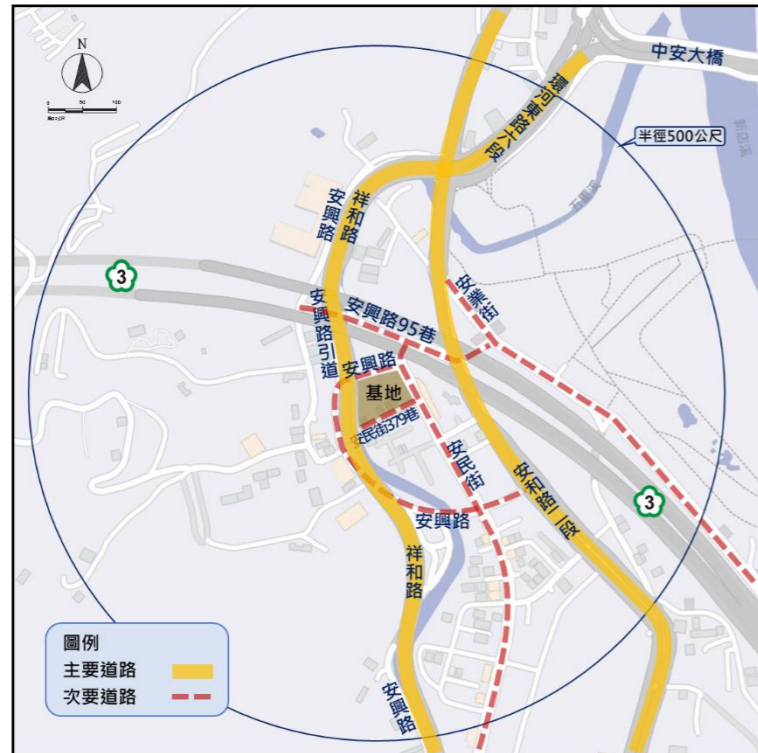 N
0 50 100
中安大橋
環河東路六段
新店溪
半徑500公尺
祥和路
安興路
3
安興路引道
安興路95巷
安業街
安興路
基地
安民街379巷
安民街
安和路二段
3
安興路
祥和路
安興路
圖例
主要道路
次要道路